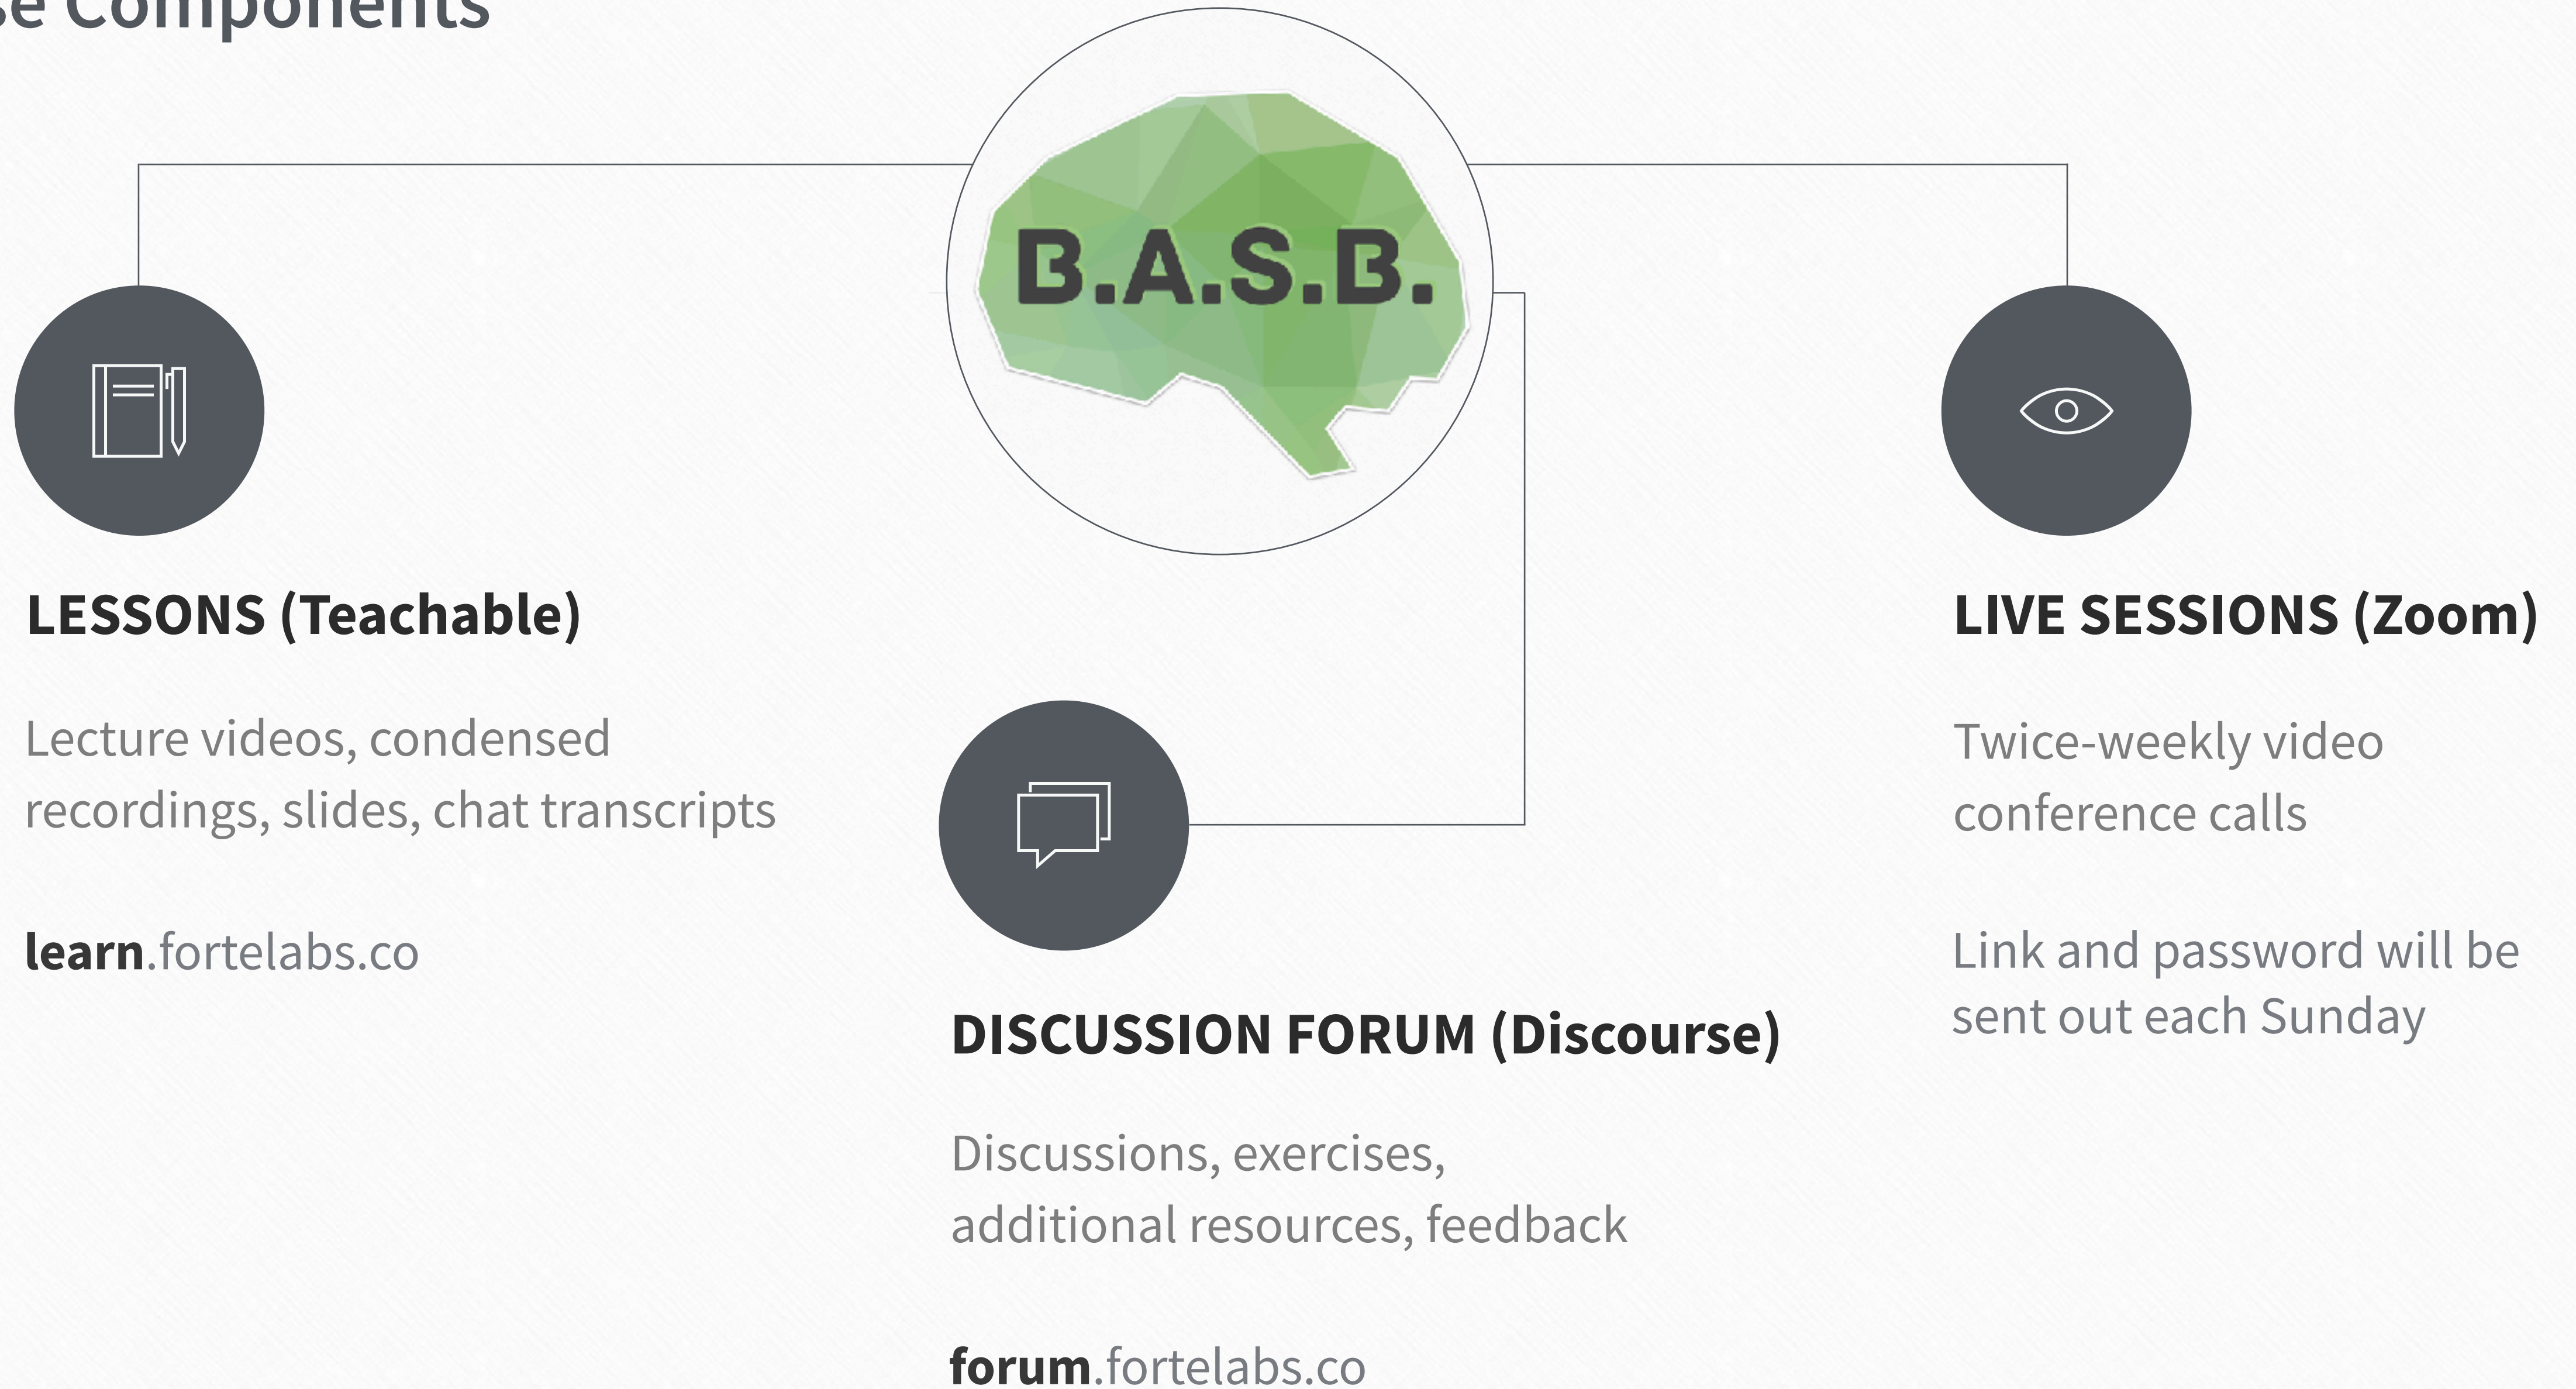 Components
B.A.S.B.
LESSONS (Teachable)
Lecture videos, condensed
recordings, slides, chat transcripts
learn.fortelabs.co
DISCUSSION FORUM (Discourse)
Discussions, exercises,
additional resources, feedback
forum.fortelabs.co
LIVE SESSIONS (Zoom)
Twice-weekly video
conference calls
Link and password will be
sent out each Sunday